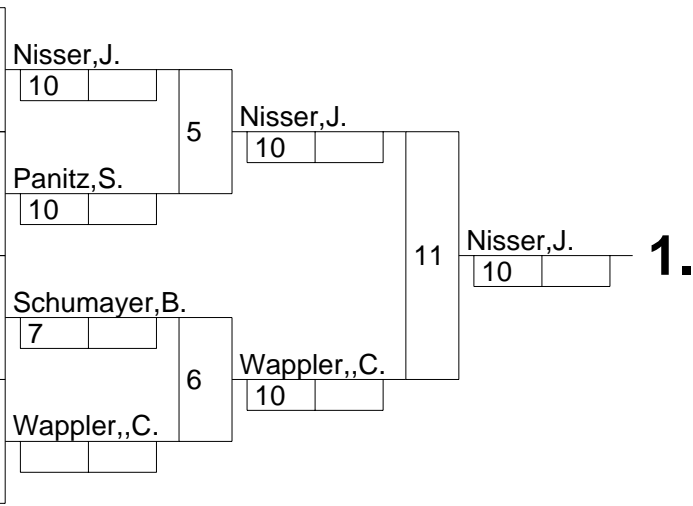 Nisser,J.
10
5
Nisser,J.
10
Panitz,S.
10
11
Nisser,J.
10
1.
Schumayer,B.
7
6
Wappler,,C.
10
Wappler,,C.